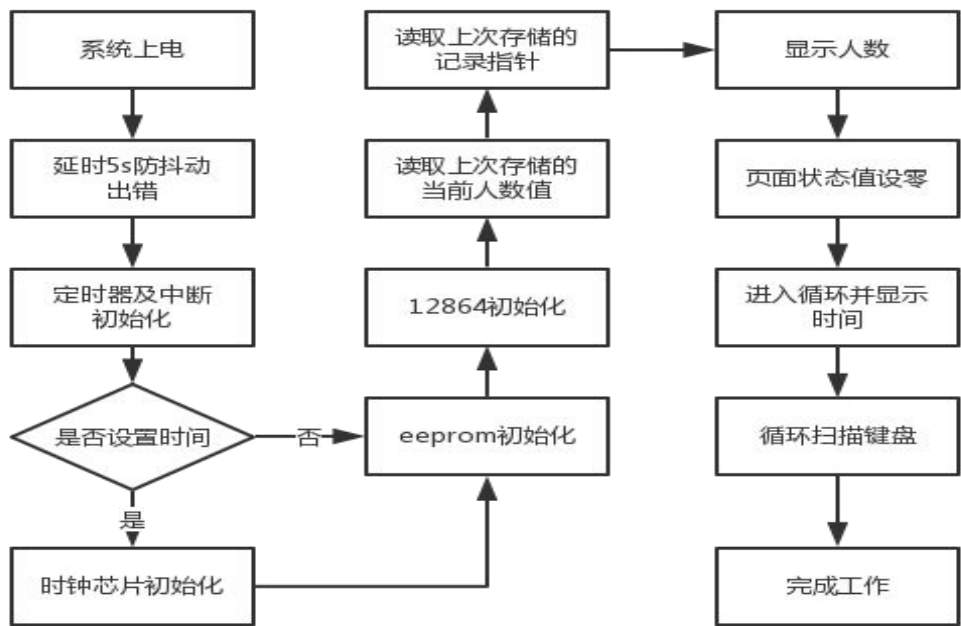 系统上电
延时5s防抖动
出错
定时器及中断
初始化
是否设置时间
否
是
时钟芯片初始化
eeprom初始化
12864初始化
读取上次存储的
当前人数值
读取上次存储的
记录指针
显示人数
页面状态值设零
进入循环并显示
时间
循环扫描键盘
完成工作